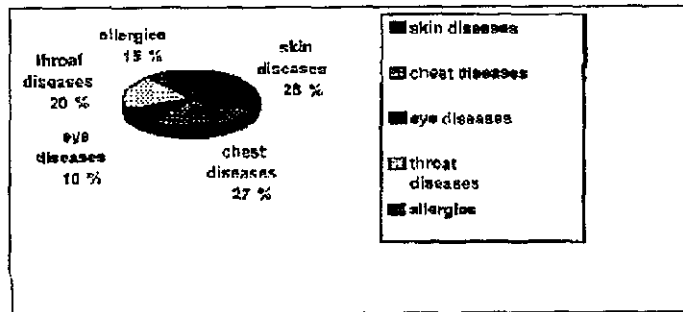 allergies
15 %
throat
diseases
20 %
eye
diseases
10 %
skin
diseases
28 %
chest
diseases
27 %
skin diseases
chest diseases
eye diseases
throat
diseases
allergies